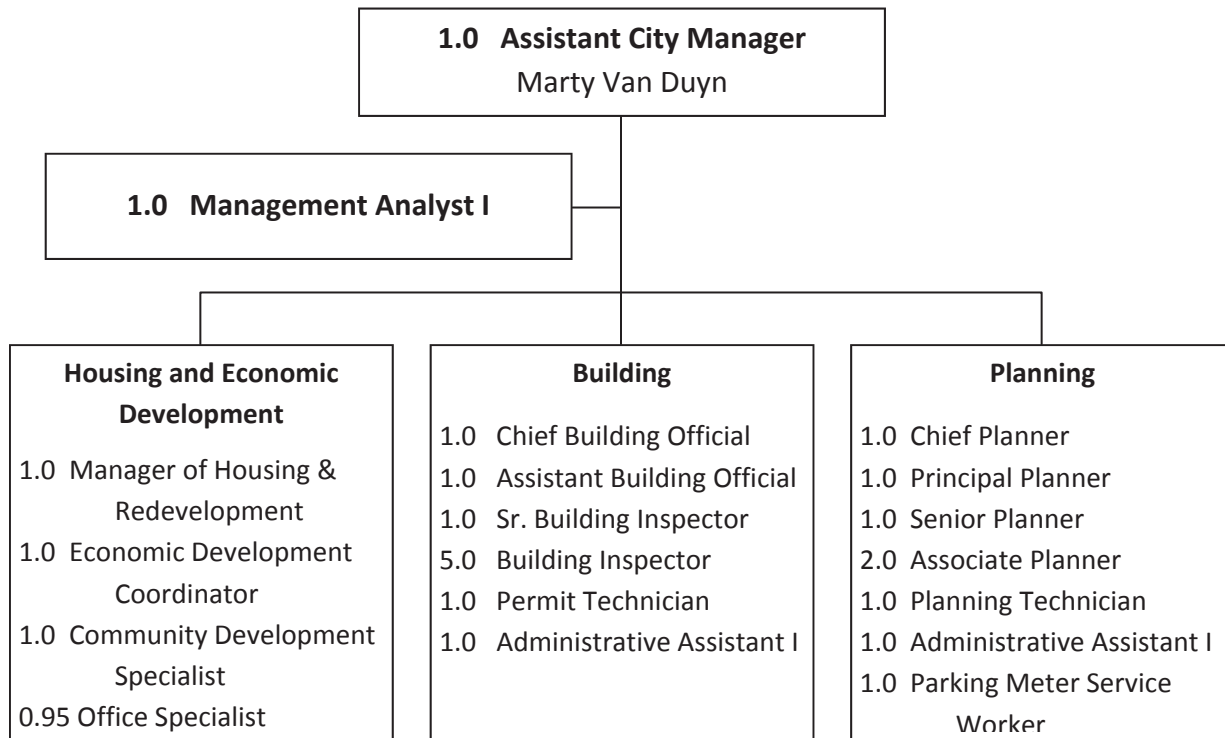 1.0 Assistant City Manager
Marty Van Duyn
1.0 Management Analyst I
Housing and Economic
Development
1.0 Manager of Housing &
Redevelopment
1.0 Economic Development
Coordinator
1.0 Community Development
Specialist
0.95 Office Specialist
Building
1.0 Chief Building Official
1.0 Assistant Building Official
1.0 Sr. Building Inspector
5.0 Building Inspector
1.0 Permit Technician
1.0 Administrative Assistant I
Planning
1.0 Chief Planner
1.0 Principal Planner
1.0 Senior Planner
2.0 Associate Planner
1.0 Planning Technician
1.0 Administrative Assistant I
1.0 Parking Meter Service
Worker